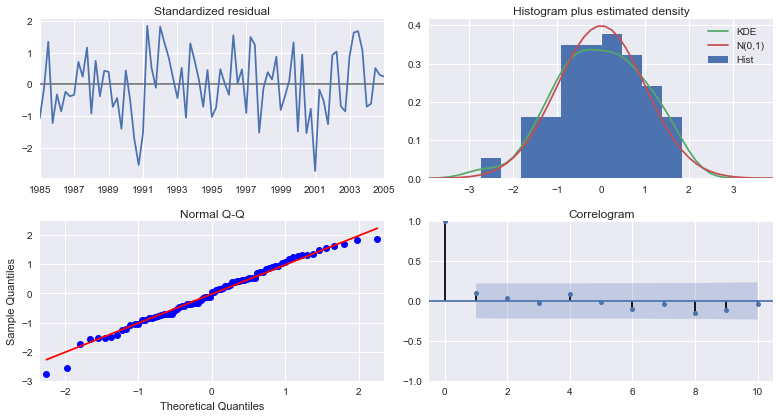 Standardized residual
2
1
0
−1
−2
1985 1987 1989 1991 1993 1995 1997 1999 2001 2003 2005
Histogram plus estimated density
0.4
0.3
0.2
0.1
0.0
−3 −2 −1 0 1 2 3
KDE
N(0,1)
Hist
Normal Q-Q
Sample Quantiles
2
1
0
−1
−2
−3
−2 −1 0 1 2
Theoretical Quantiles
Correlogram
1.0
0.5
0.0
−0.5
−1.0
0 2 4 6 8 10